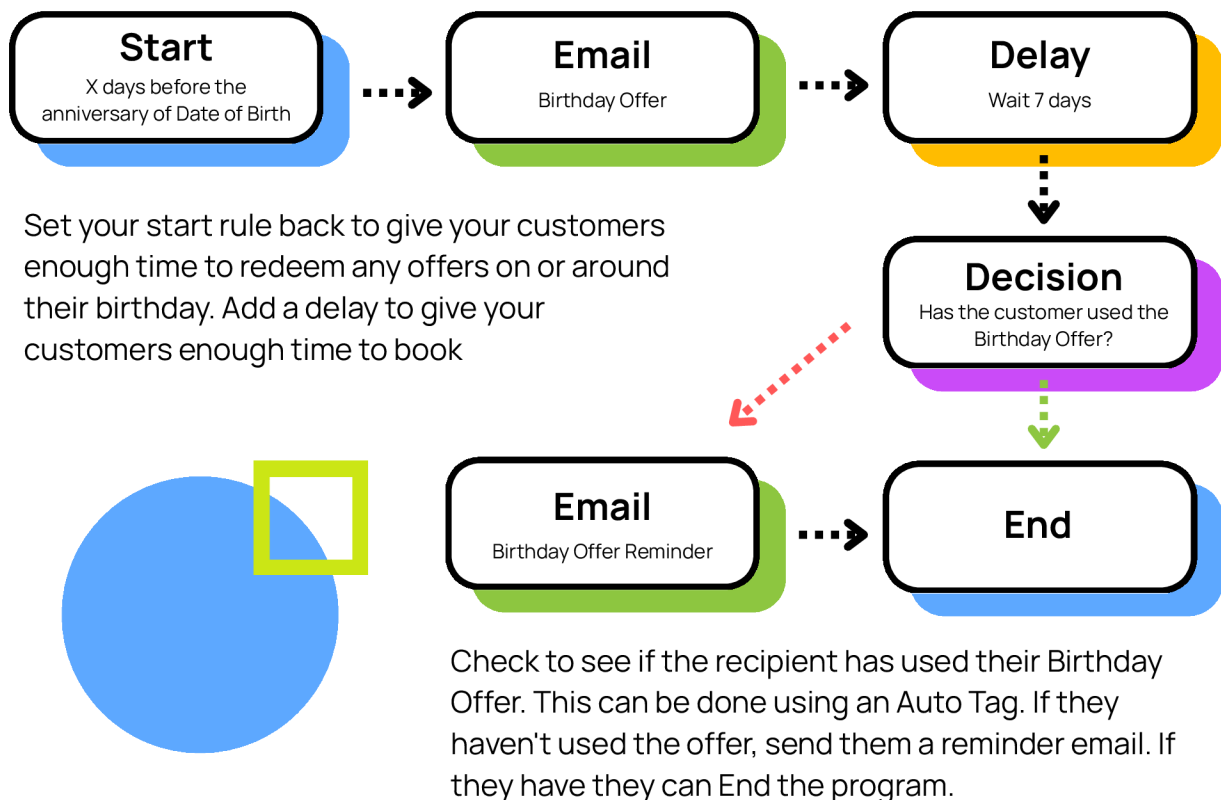 Start
X days before the
anniversary of Date of Birth
Email
Birthday Offer
Delay
Wait 7 days
Set your start rule back to give your customers
enough time to redeem any offers on or around
their birthday. Add a delay to give your
customers enough time to book
Decision
Has the customer used the
Birthday Offer?
Email
Birthday Offer Reminder
End
Check to see if the recipient has used their Birthday
Offer. This can be done using an Auto Tag. If they
haven't used the offer, send them a reminder email. If
they have they can End the program.